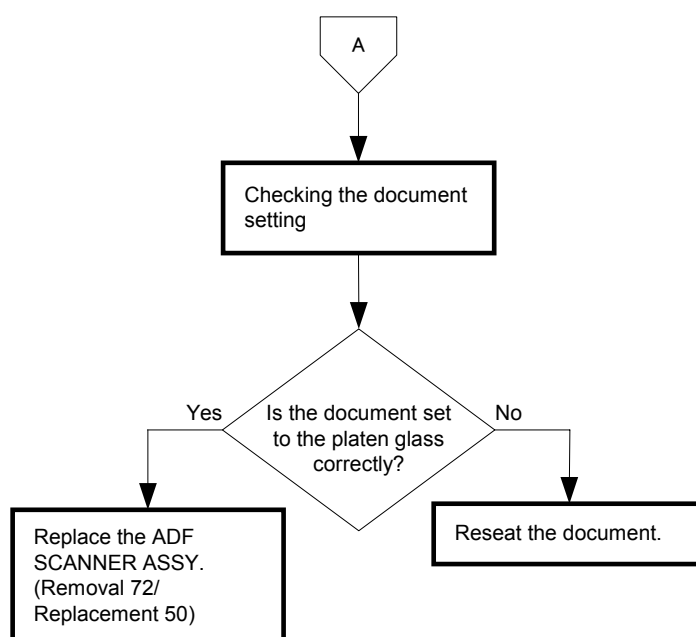 A
Checking the document
setting
Is the document set
to the platen glass
correctly?
Yes
No
Replace the ADF
SCANNER ASSY.
(Removal 72/
Replacement 50)
Reseat the document.